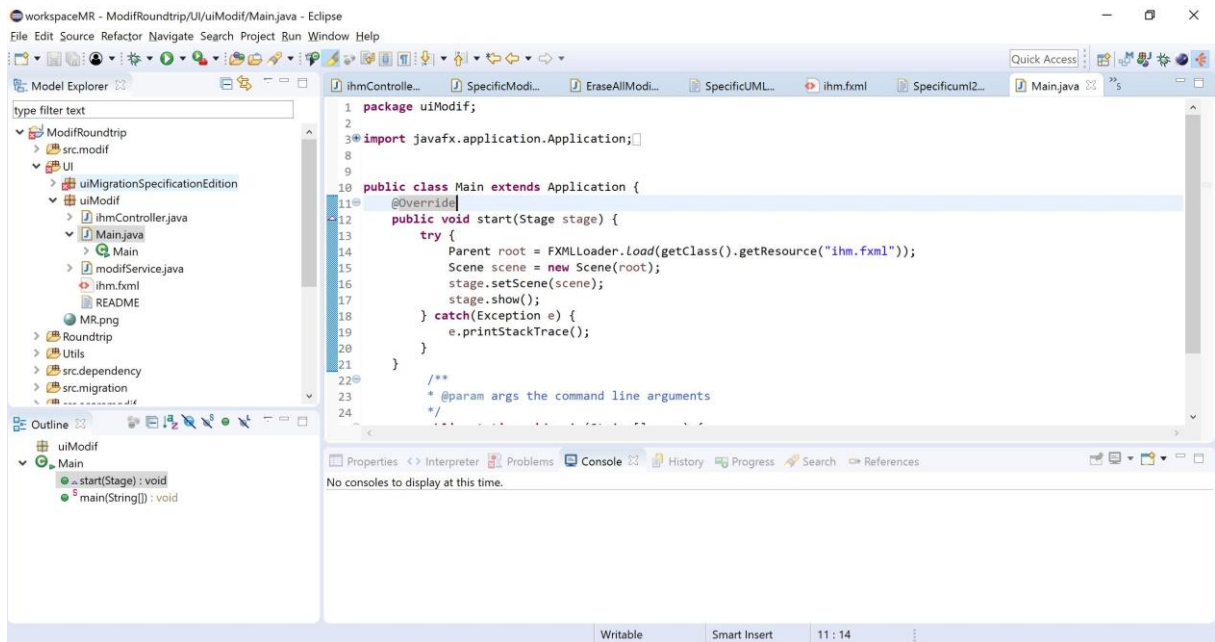 workspaceMR - ModifRoundtrip/UI/uiModif/Main.java - Eclipse
File Edit Source Refactor Navigate Search Project Run Window Help
Quick Access
Model Explorer
type filter text
ModifRoundtrip
src.modif
UI
uiMigrationSpecificationEdition
uiModif
ihmController.java
Main.java
Main
modifService.java
ihm.fxml
README
MR.png
Roundtrip
Utils
src.dependency
src.migration
Outline
uiModif
Main
start(Stage) : void
main(String[]) : void
ihmControlle... SpecificModi... EraseAllModi... SpecificUML... ihm.fxml Specificuml2... Main.java »5
1 package uiModif;
2
3 import javafx.application.Application;
8
9
10 public class Main extends Application {
11 @Override
12 public void start(Stage stage) {
13 try {
14 Parent root = FXMLLoader.load(getClass().getResource("ihm.fxml"));
15 Scene scene = new Scene(root);
16 stage.setScene(scene);
17 stage.show();
18 } catch(Exception e) {
19 e.printStackTrace();
20 }
21 }
22 /**
23 * @param args the command line arguments
24 */
Properties Interpreter Problems Console History Progress Search References
No consoles to display at this time.
Writable Smart Insert 11 : 14